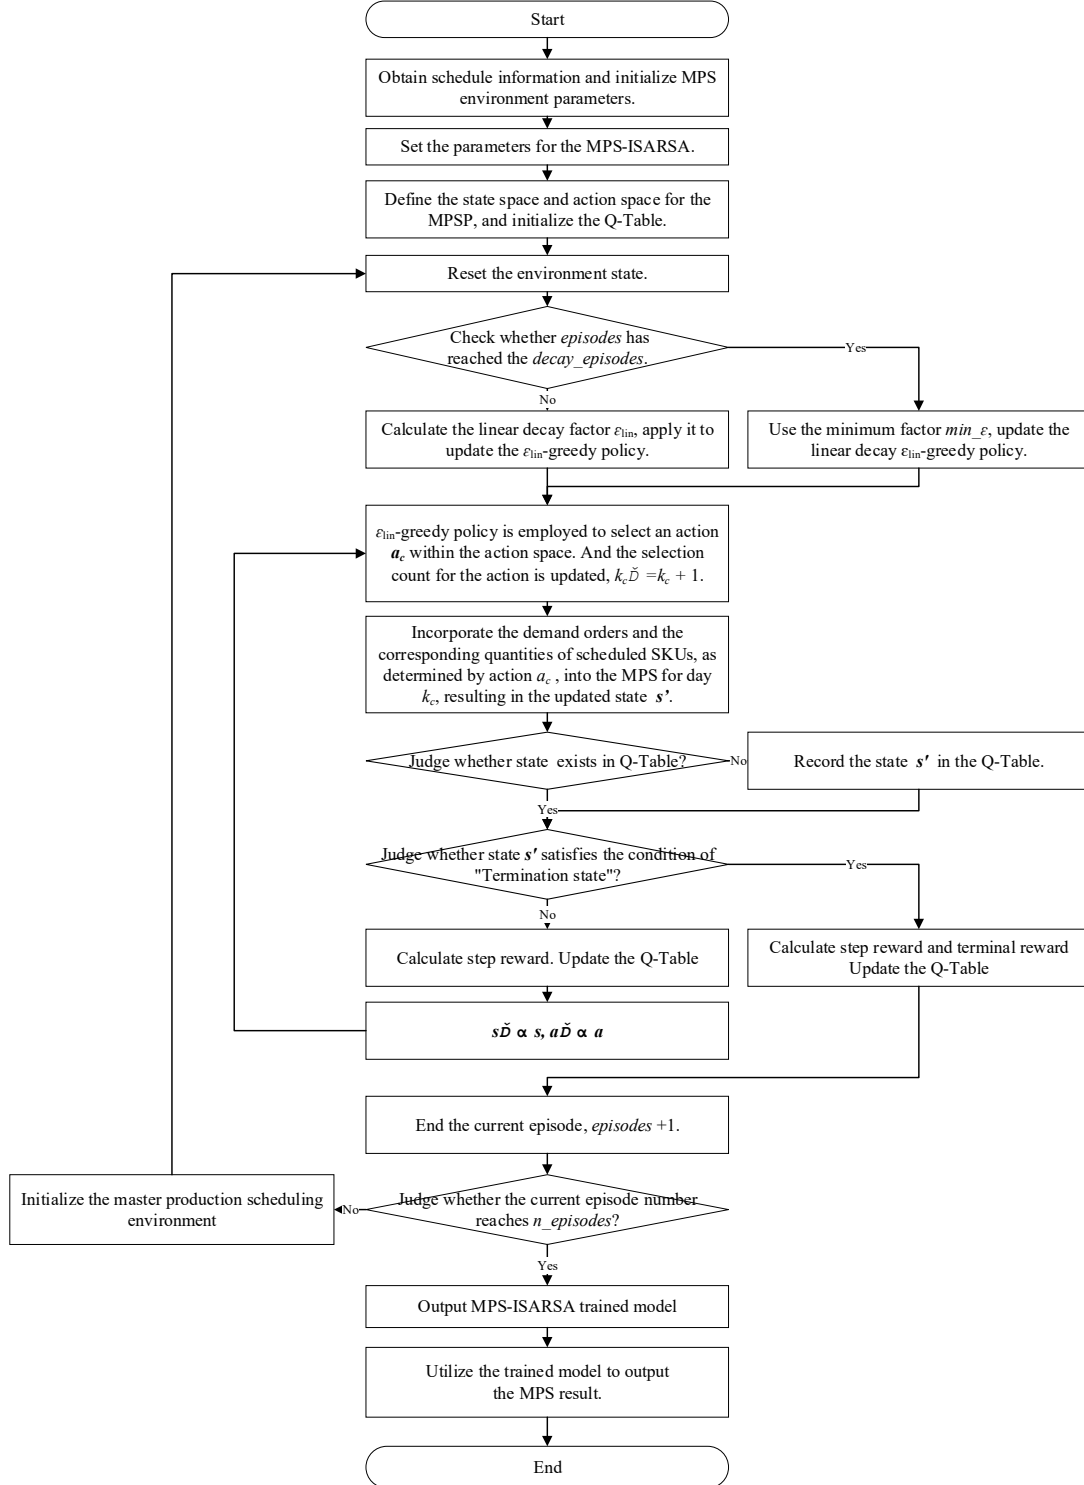 Start
Obtain schedule information and initialize MPS
environment parameters.
Set the parameters for the MPS-ISARSA.
Define the state space and action space for the
MPSP, and initialize the Q-Table.
Reset the environment state.
Check whether episodes has
reached the decay_episodes.
Yes
No
Calculate the linear decay factor εlin, apply it to
update the εlin-greedy policy.
Use the minimum factor min_ε, update the
linear decay εlin-greedy policy.
εlin-greedy policy is employed to select an action
ac within the action space. And the selection
count for the action is updated, kcĎ =kc + 1.
Incorporate the demand orders and the
corresponding quantities of scheduled SKUs, as
determined by action ac , into the MPS for day
kc, resulting in the updated state s’.
Judge whether state exists in Q-Table?
No
Record the state s' in the Q-Table.
Yes
Judge whether state s' satisfies the condition of
"Termination state"?
Yes
No
Calculate step reward. Update the Q-Table
Calculate step reward and terminal reward
Update the Q-Table
sĎ ∝ s, aĎ ∝ a
End the current episode, episodes +1.
Initialize the master production scheduling
environment
No
Judge whether the current episode number
reaches n_episodes?
Yes
Output MPS-ISARSA trained model
Utilize the trained model to output
the MPS result.
End